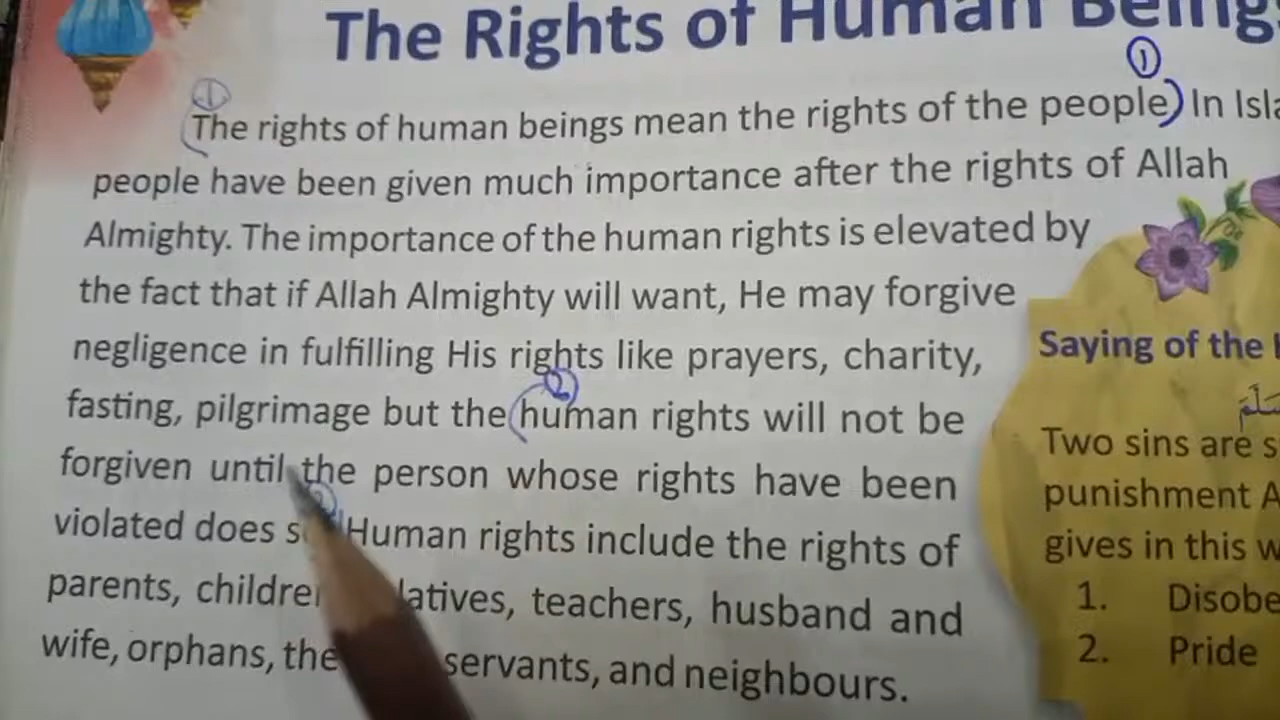 The Rights of Human Beings
1
1
The rights of human beings mean the rights of the people) In
people have been given much importance after the rights of Allah
Almighty. The importance of the human rights is elevated by
the fact that if Allah Almighty will want, He may forgive
negligence in fulfilling His rights like prayers, charity,
2
fasting, pilgrimage but the (human rights will not be
forgiven until the person whose rights have been
violated does Human rights include the rights of
parents, teachers, husband and
wife, orphans, servants, and neighbours.
Saying of the
Two sins are
punishment
gives in this
1.
2. Pride